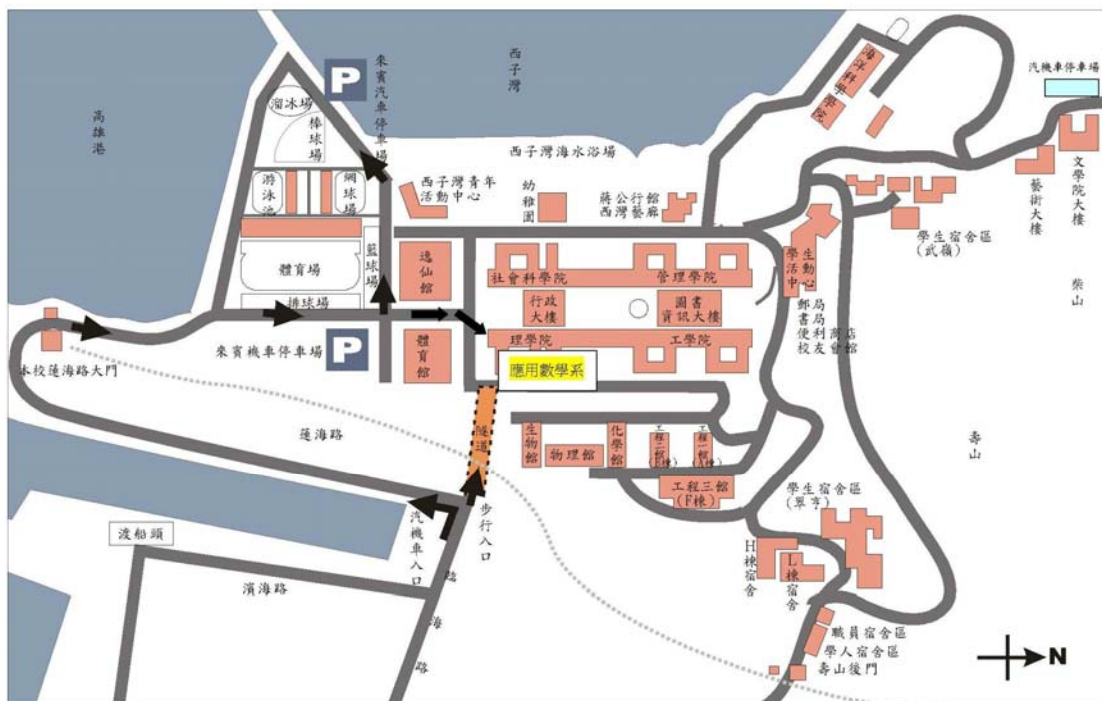 海洋科學學院
汽機車停車場
文學院大樓
藝術大樓
西子灣
來賓汽車停車場
P
高雄港
溜冰場
棒球場
西子灣海水浴場
游泳池
網球場
西子灣青年
活動中心
幼稚園
蔣公行館
西灣藝廊
學生宿舍區
(武嶺)
柴山
體育場
籃球場
逸仙館
社會科學院
管理學院
學生活動中心
排球場
行政
大樓
圖書
資訊大樓
郵局
書局
便利商店
校友會館
來賓機車停車場
P
體育館
理學院
工學院
本校蓮海路大門
應用數學系
蓮海路
隧道
生物館
物理館
化學館
工程三館
(F棟)
壽山
學生宿舍區
(翠亨)
渡船頭
汽機車入口
步行入口
濱海路
臨海路
H棟宿舍
L棟宿舍
職員宿舍區
學人宿舍區
壽山後門
N